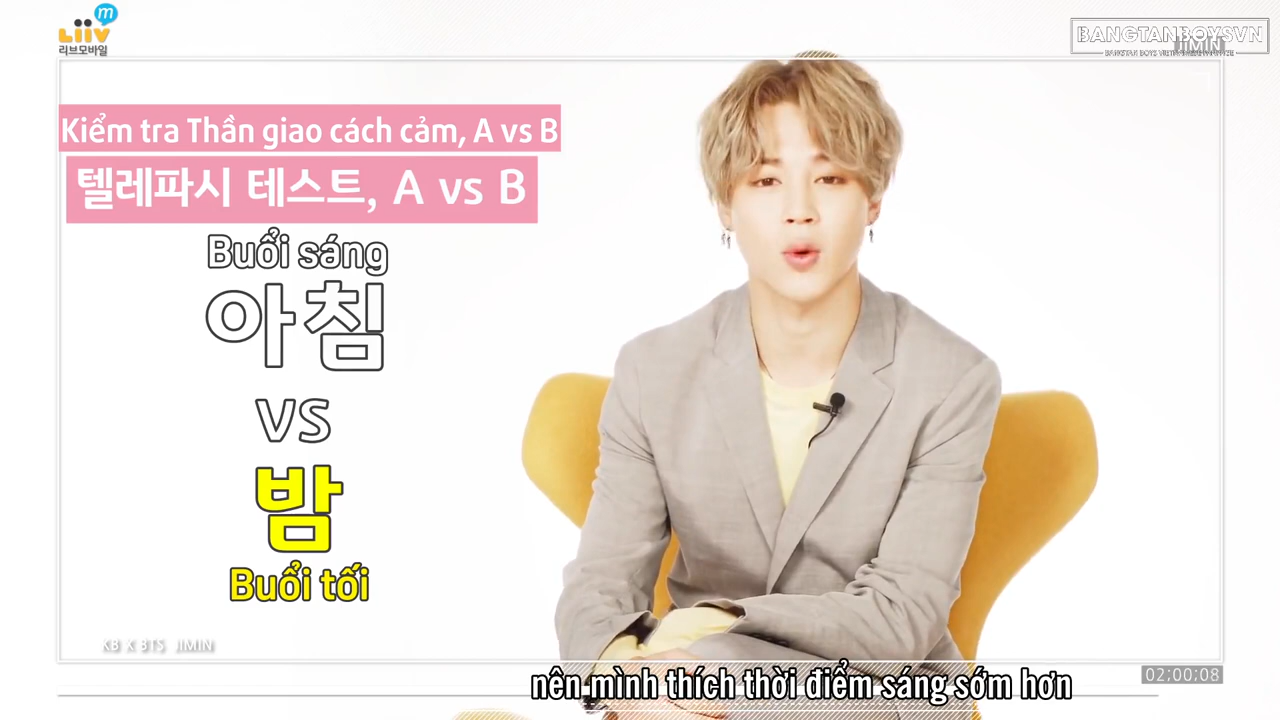 m
Liiv
리브모바일
BANGTANBOYSVN
JIMIN
Kiểm tra Thần giao cách cảm, A vs B
텔레파시 테스트, A vs B
Buổi sáng
아침
vs
밤
Buổi tối
KB X BTS JIMIN
02:00:08
nên mình thích thời điểm sáng sớm hơn